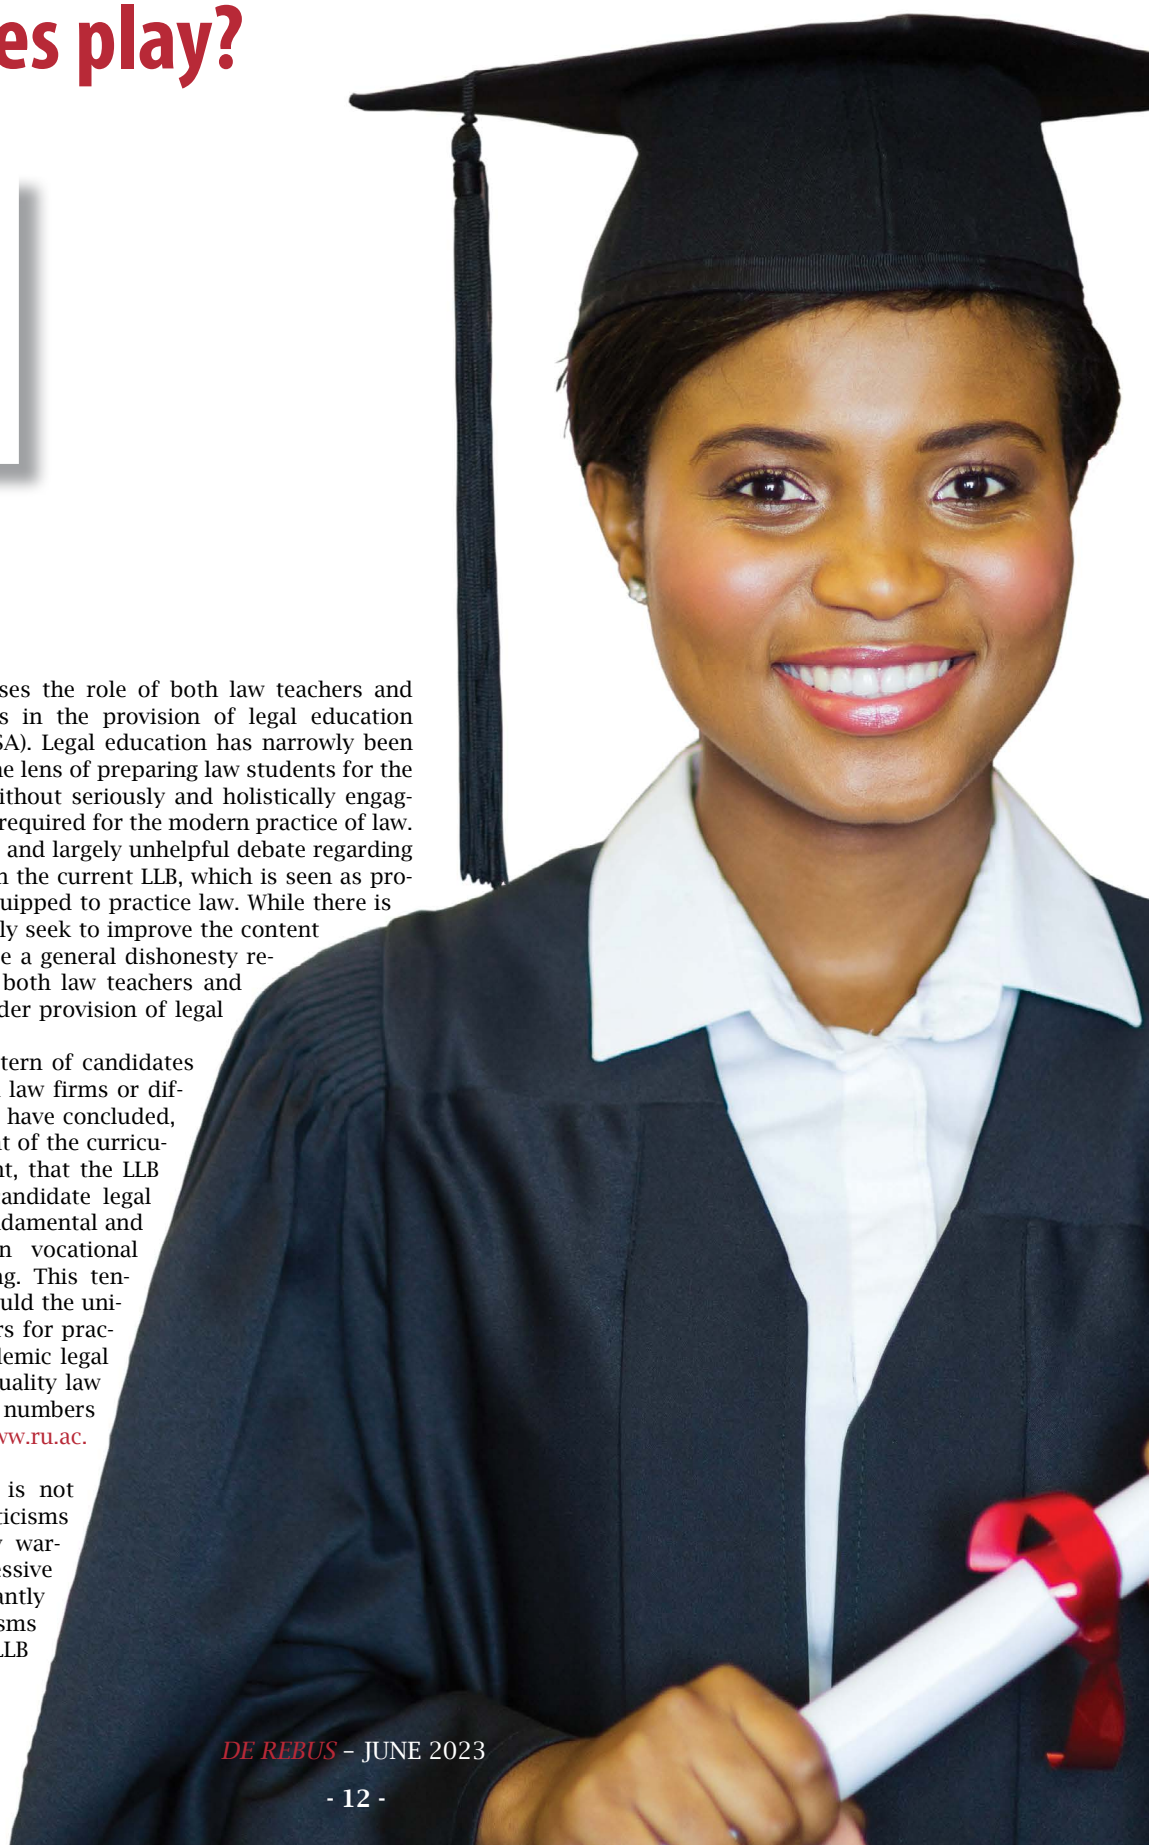 es play?
ses the role of both law teachers and
s in the provision of legal education
SA). Legal education has narrowly been
he lens of preparing law students for the
ithout seriously and holistically engag-
required for the modern practice of law.
and largely unhelpful debate regarding
h the current LLB, which is seen as pro-
uipped to practice law. While there is
ly seek to improve the content
e a general dishonesty re-
both law teachers and
der provision of legal
tern of candidates
law firms or dif-
have concluded,
t of the curricu-
nt, that the LLB
andidate legal
ndamental and
n vocational
ng. This ten-
uld the uni-
rs for prac-
demic legal
uality law
numbers
ww.ru.ac.
is not
ticisms
y war-
essive
antly
sms
LLB
DE REBUS – JUNE 2023
- 12 -